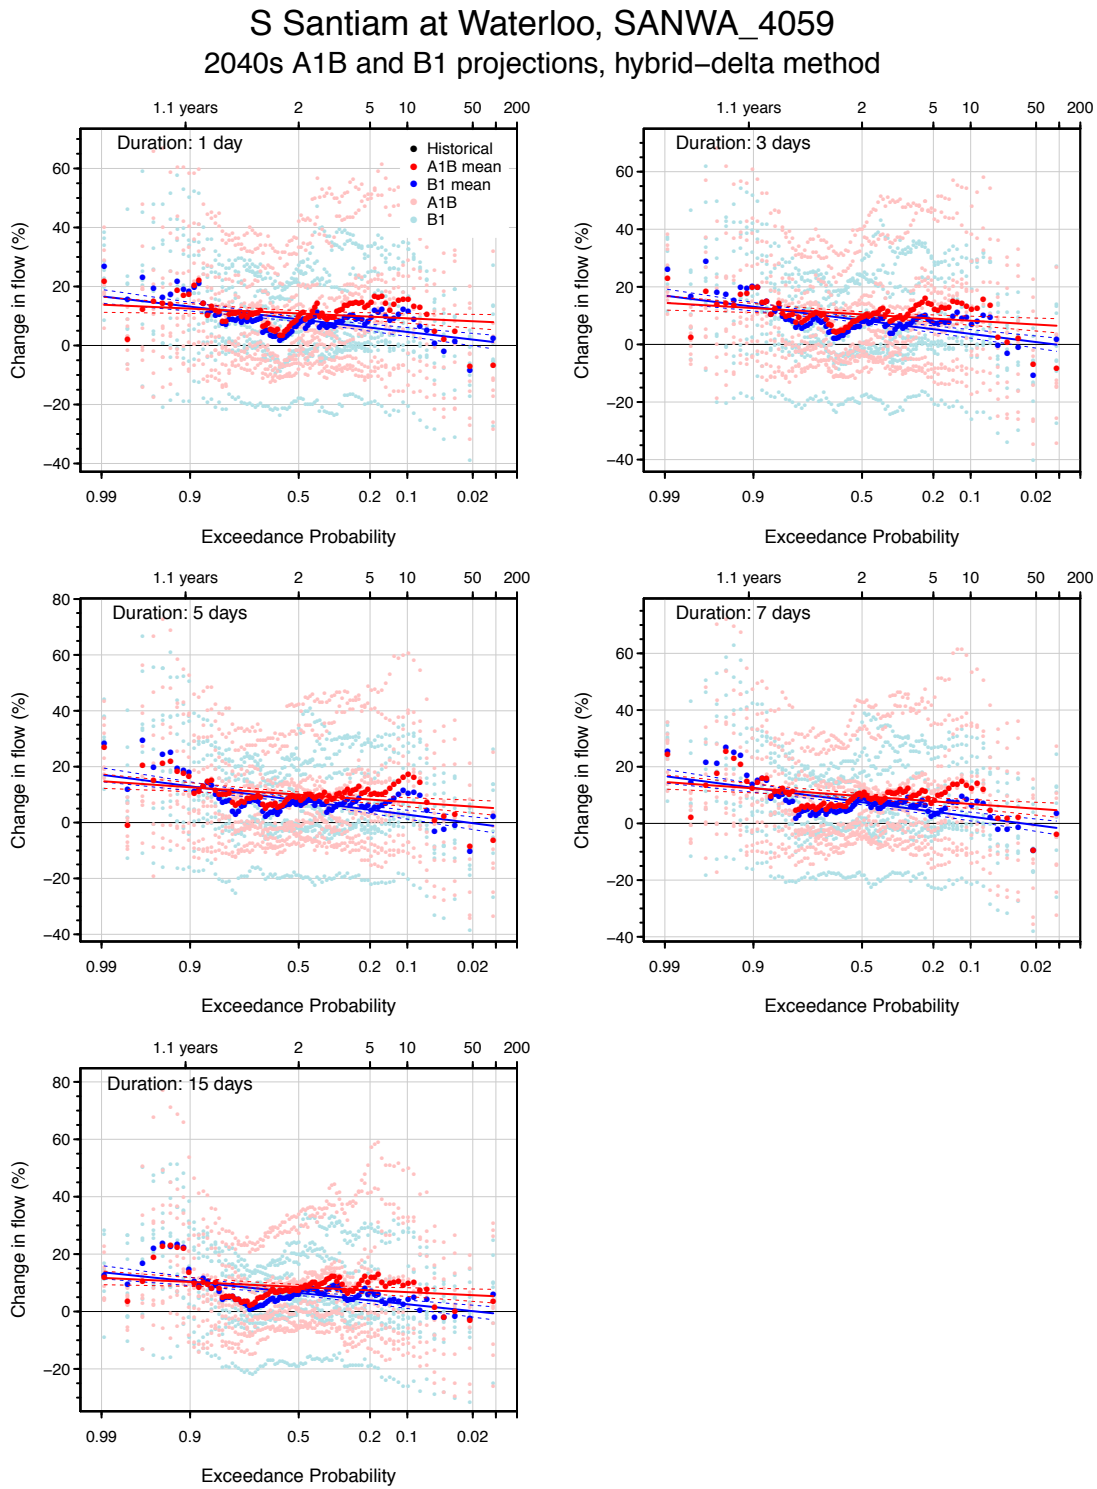 S Santiam at Waterloo, SANWA_4059
2040s A1B and B1 projections, hybrid−delta method
1.1 years 2 5 10 50 200
Duration: 1 day
Historical
A1B mean
B1 mean
A1B
B1
60
40
20
0
−20
−40
Change in flow (%)
0.99 0.9 0.5 0.2 0.1 0.02
Exceedance Probability
1.1 years 2 5 10 50 200
Duration: 3 days
60
40
20
0
−20
−40
Change in flow (%)
0.99 0.9 0.5 0.2 0.1 0.02
Exceedance Probability
1.1 years 2 5 10 50 200
Duration: 5 days
80
60
40
20
0
−20
−40
Change in flow (%)
0.99 0.9 0.5 0.2 0.1 0.02
Exceedance Probability
1.1 years 2 5 10 50 200
Duration: 7 days
60
40
20
0
−20
−40
Change in flow (%)
0.99 0.9 0.5 0.2 0.1 0.02
Exceedance Probability
1.1 years 2 5 10 50 200
Duration: 15 days
80
60
40
20
0
−20
Change in flow (%)
0.99 0.9 0.5 0.2 0.1 0.02
Exceedance Probability